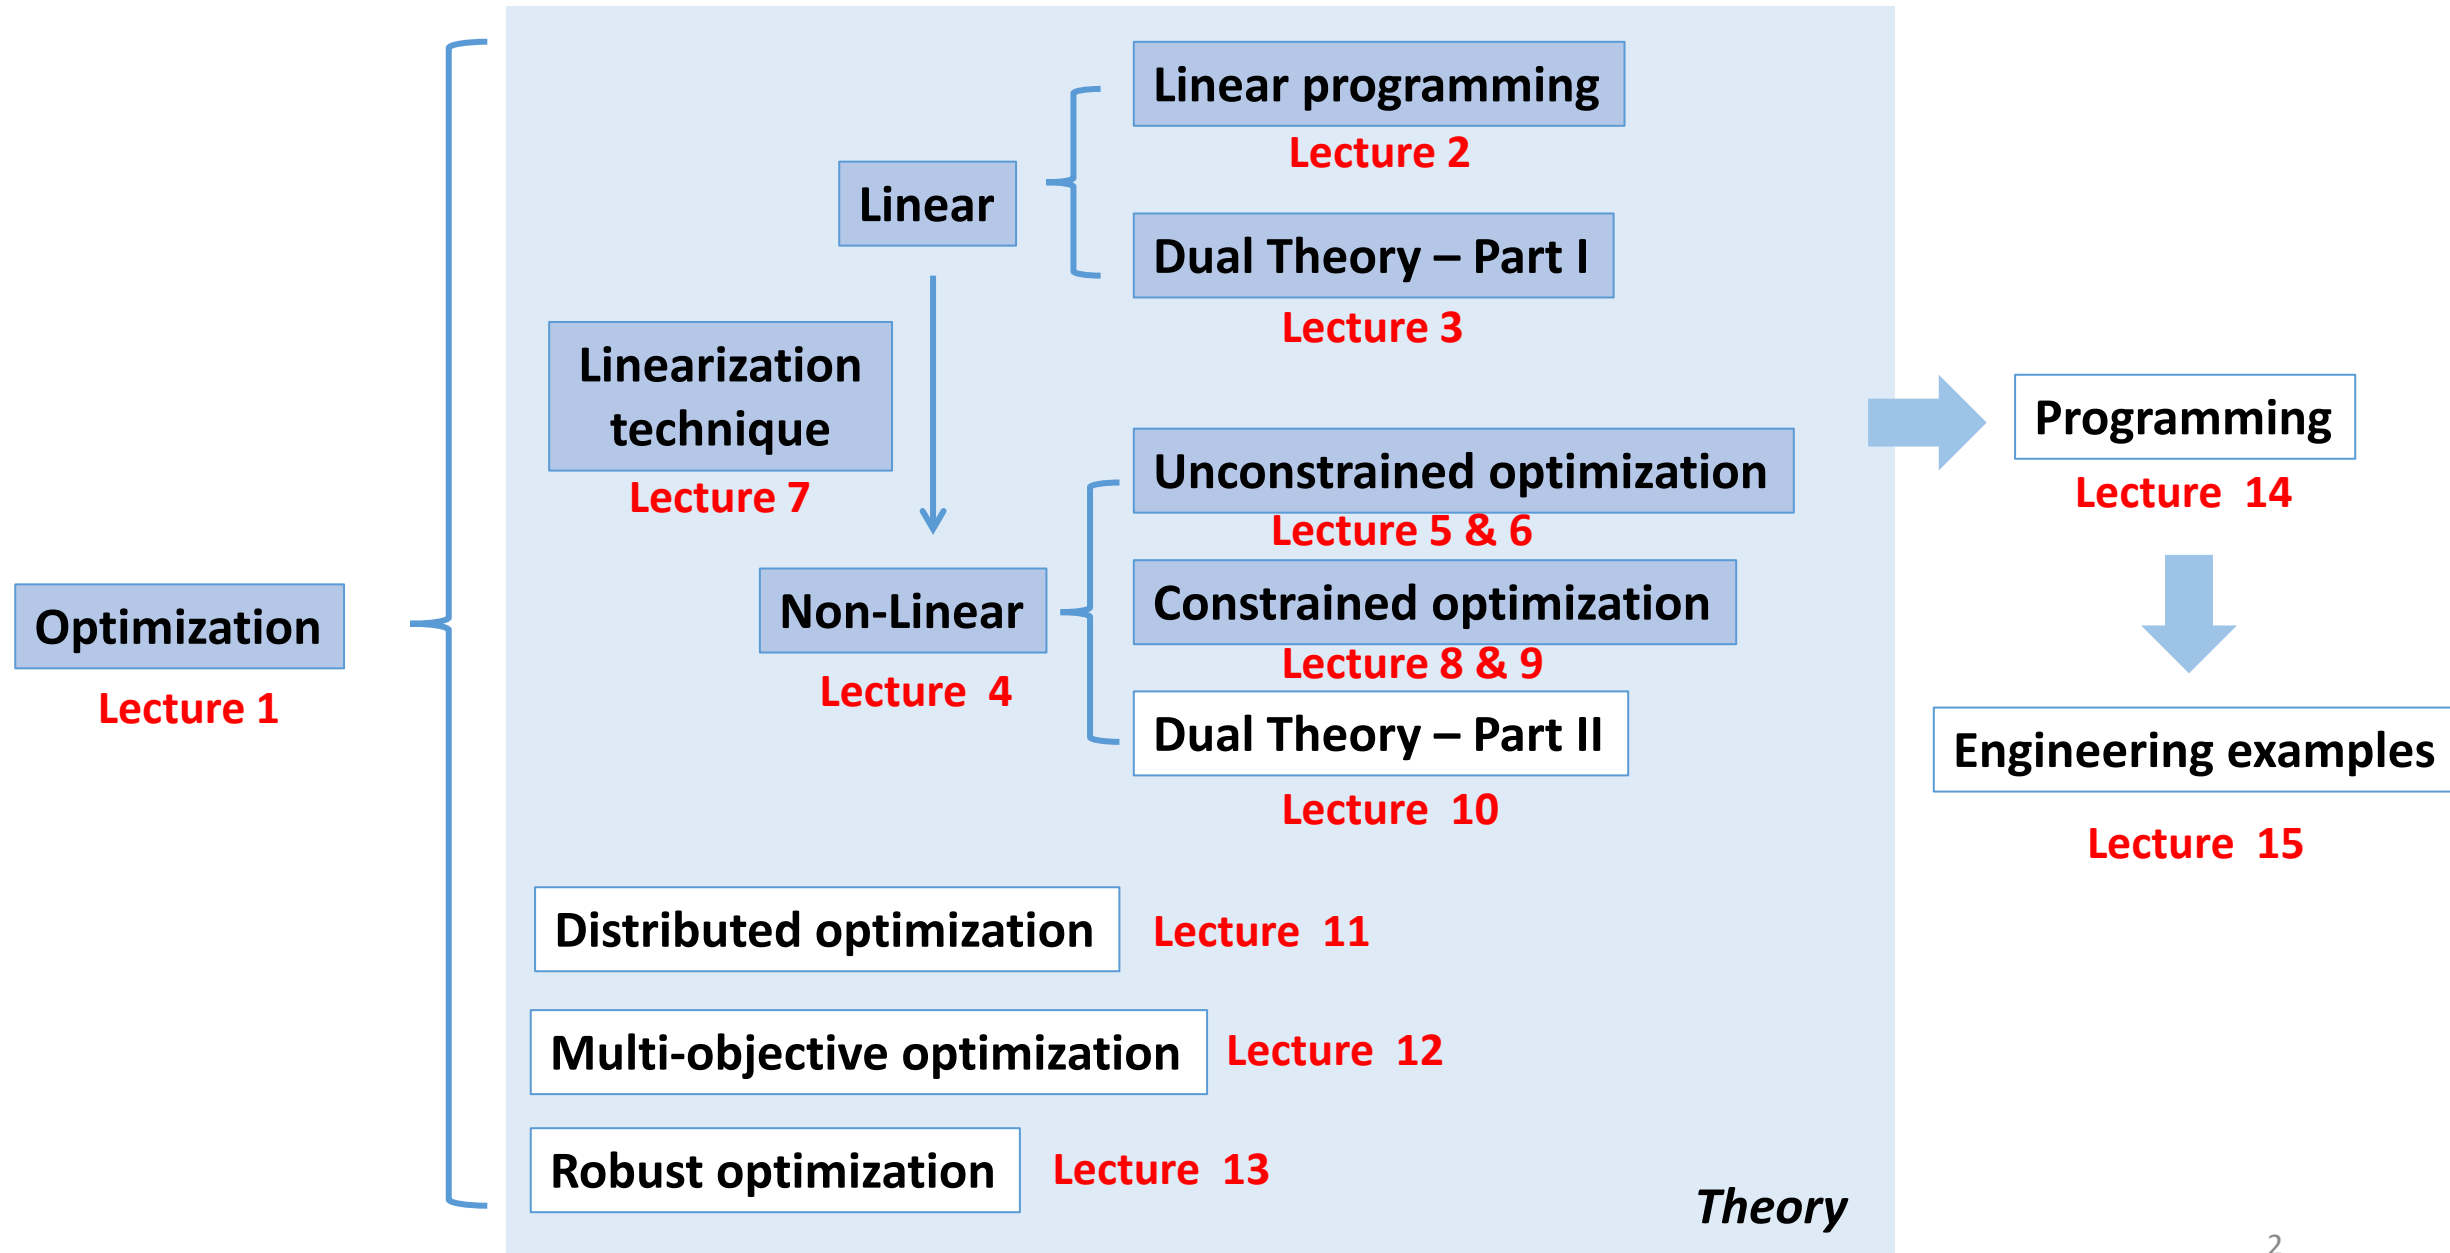 Optimization
Lecture 1
Linear
Linear programming
Lecture 2
Dual Theory – Part I
Lecture 3
Linearization
technique
Lecture 7
Non-Linear
Lecture  4
Unconstrained optimization
Lecture 5 & 6
Constrained optimization
Lecture 8 & 9
Dual Theory – Part II
Lecture  10
Distributed optimization
Lecture  11
Multi-objective optimization
Lecture  12
Robust optimization
Lecture  13
Theory
Programming
Lecture  14
Engineering examples
Lecture  15
2